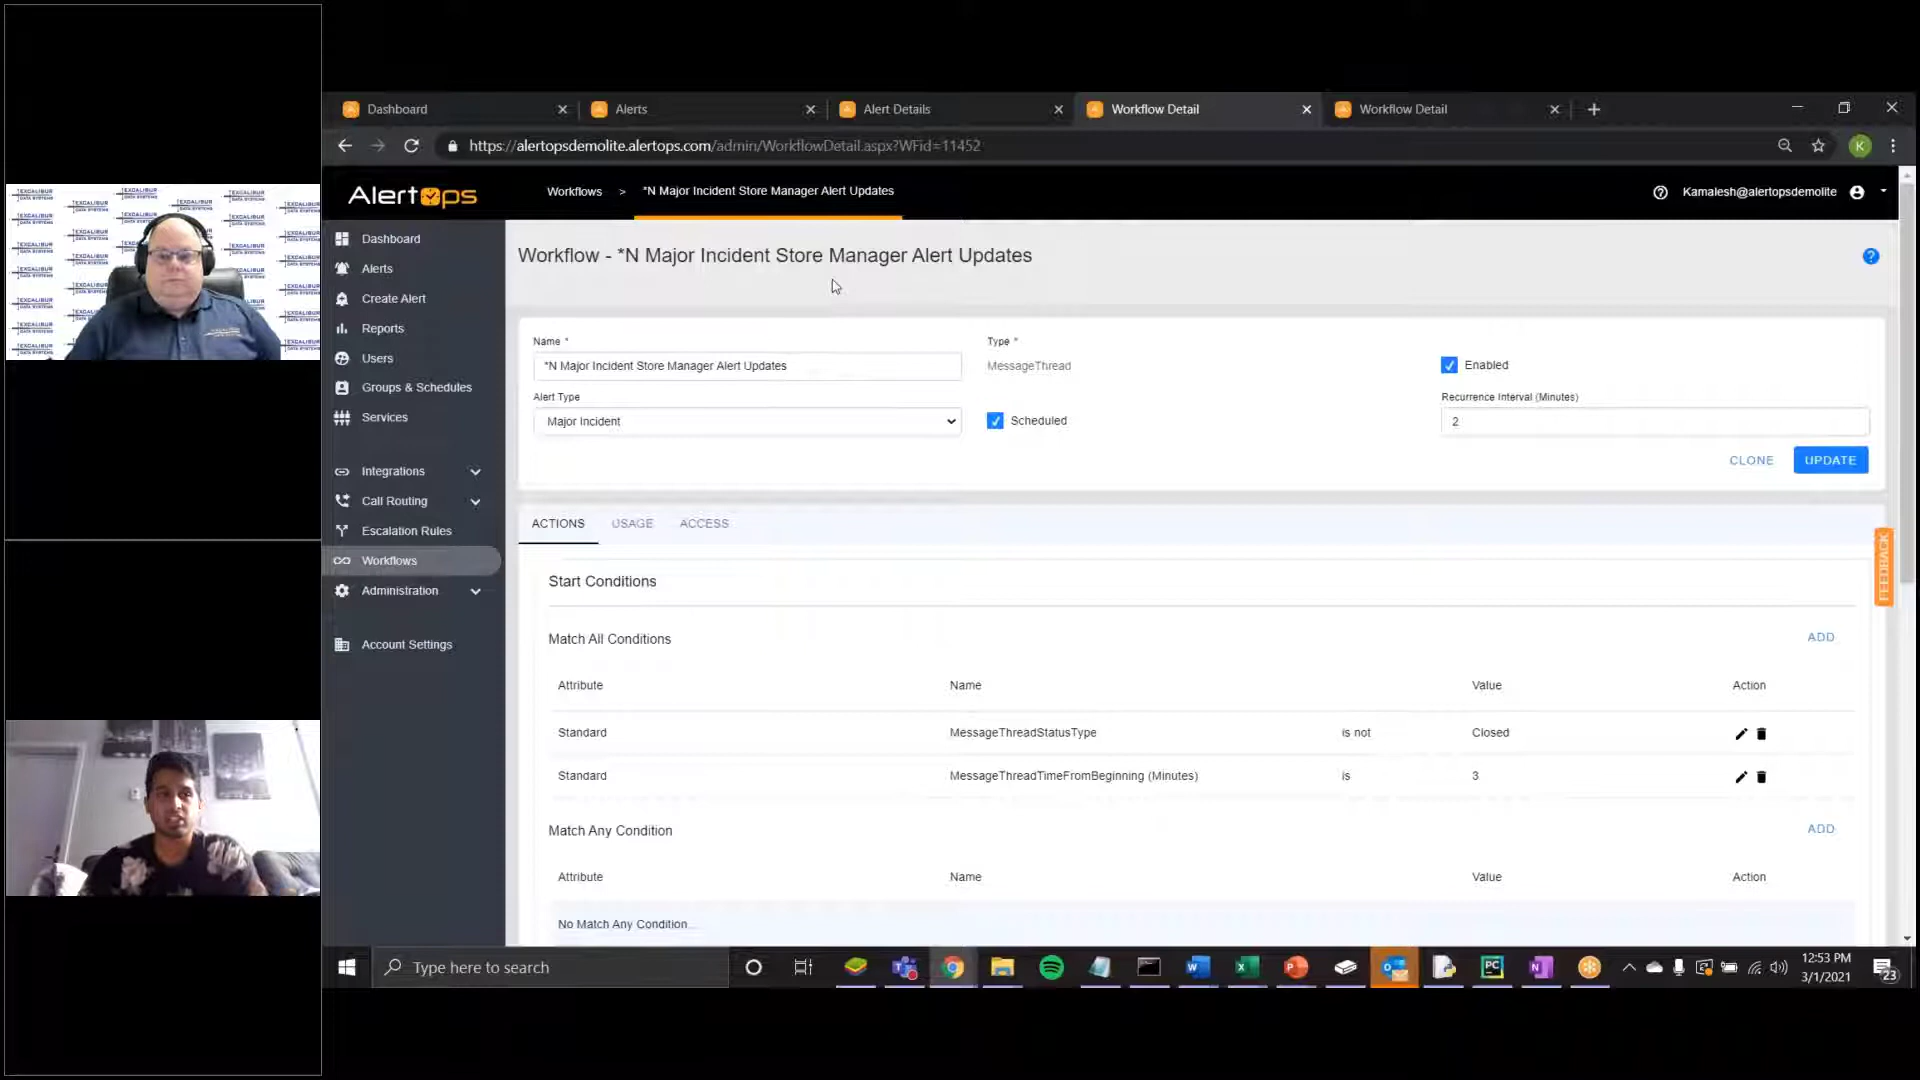 Dashboard
Alerts
Alert Details
Workflow Detail
Workflow Detail
https://alertopsdemolite.alertops.com/admin/WorkflowDetail.aspx?WFid=11452
K
AlertOps
Workflows > *N Major Incident Store Manager Alert Updates
Kamalesh@alertopsdemolite
Dashboard
Alerts
Create Alert
Reports
Users
Groups & Schedules
Services
Integrations
Call Routing
Escalation Rules
Workflows
Administration
Account Settings
Workflow - *N Major Incident Store Manager Alert Updates
Name *
*N Major Incident Store Manager Alert Updates
Type *
MessageThread
Enabled
Alert Type
Major Incident
Scheduled
Recurrence Interval (Minutes)
2
CLONE
UPDATE
ACTIONS USAGE ACCESS
FEEDBACK
Start Conditions
Match All Conditions
ADD
Attribute Name Value Action
Standard MessageThreadStatusType is not Closed
Standard MessageThreadTimeFromBeginning (Minutes) is 3
Match Any Condition
ADD
Attribute Name Value Action
No Match Any Condition...
Type here to search
12:53 PM
3/1/2021
23
EXCALIBUR
DATA SYSTEMS